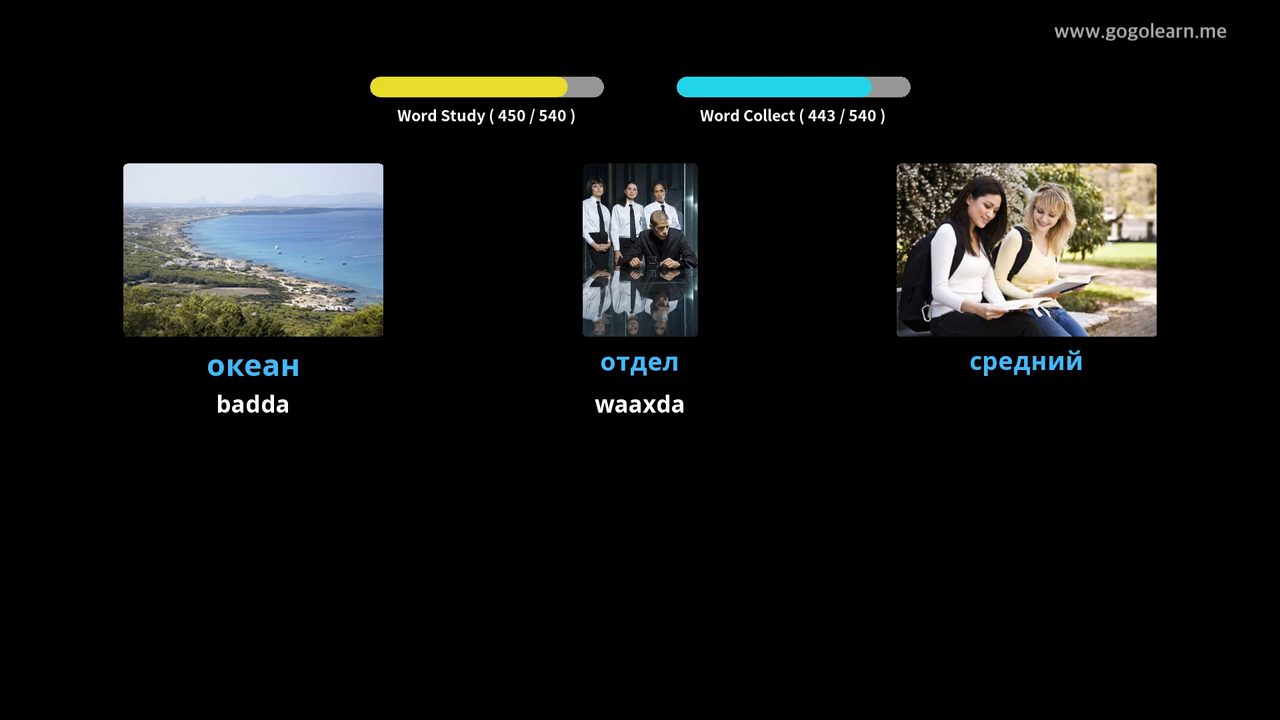 www.gogolearn.me
Word Study ( 450 / 540 )
Word Collect ( 443 / 540 )
океан
badda
отдел
waaxda
средний